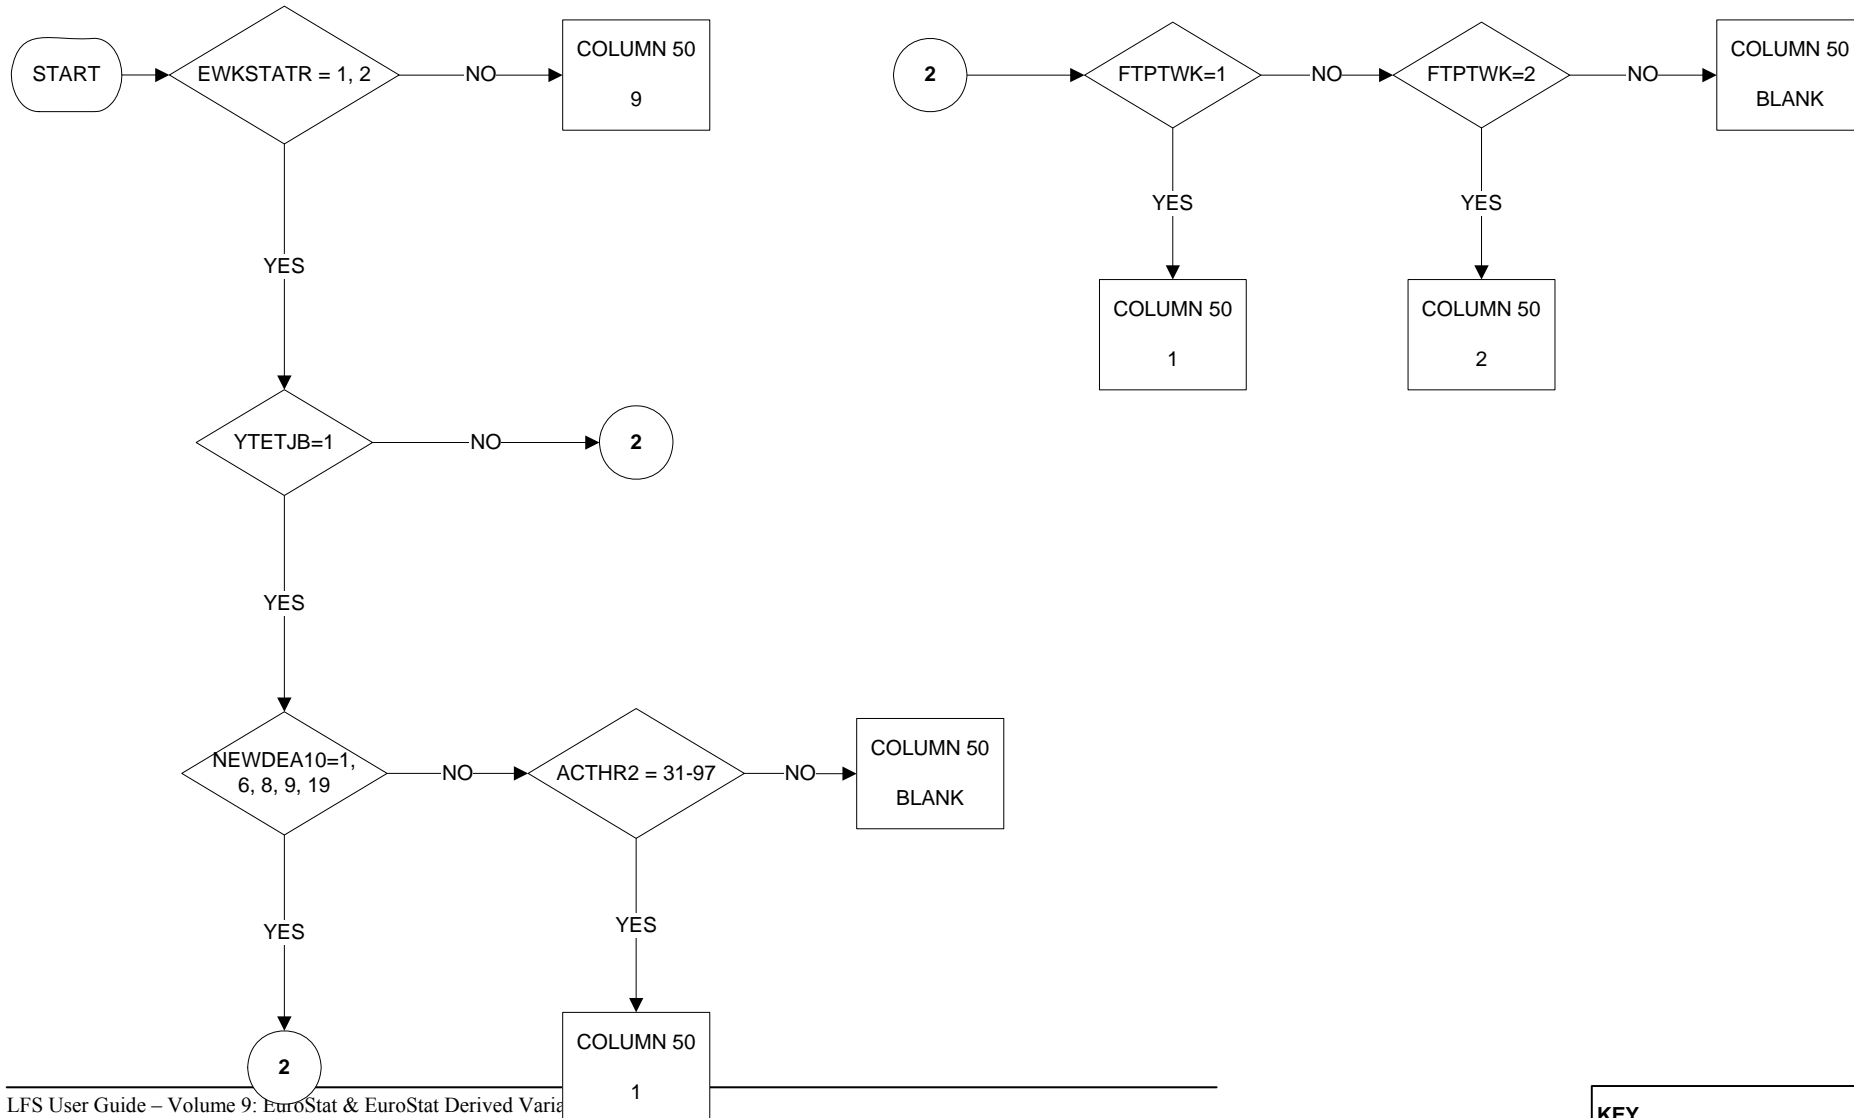 START
EWKSTATR = 1, 2
NO
COLUMN 50
9
YES
YTETJB=1
NO
2
YES
NEWDEA10=1,
6, 8, 9, 19
NO
ACTHR2 = 31-97
NO
COLUMN 50
BLANK
YES
2
YES
COLUMN 50
1
2
FTPTWK=1
NO
FTPTWK=2
NO
COLUMN 50
BLANK
YES
COLUMN 50
1
YES
COLUMN 50
2
LFS User Guide – Volume 9: EuroStat & EuroStat Derived Varia
KEY